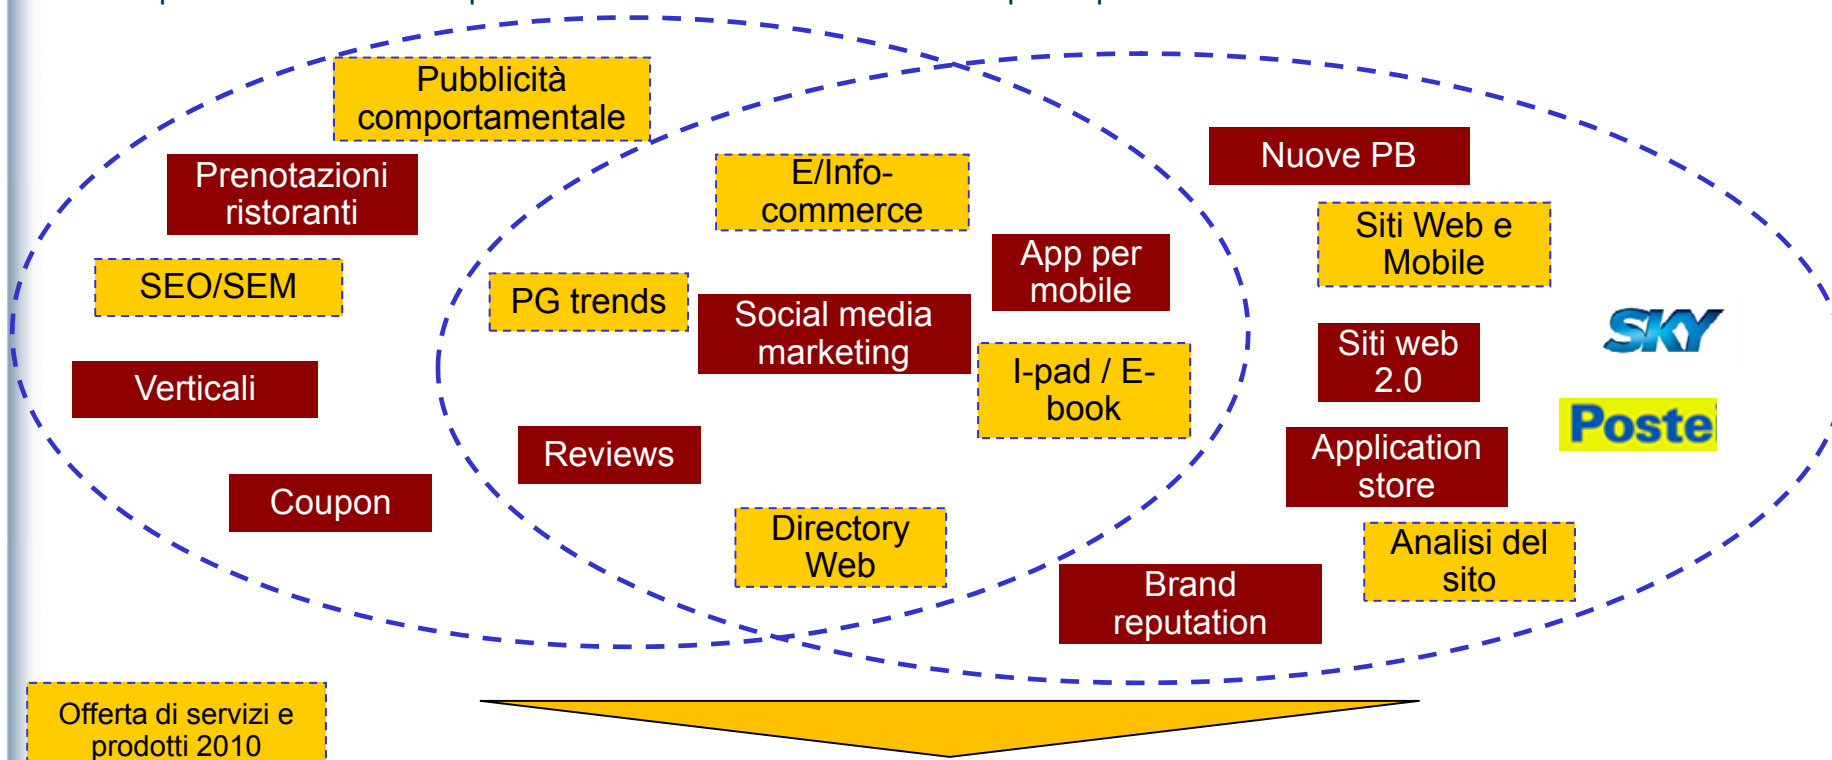 Pubblicità
comportamentale
Prenotazioni
ristoranti
SEO/SEM
Verticali
Coupon
E/Info-
commerce
PG trends
Social media
marketing
App per
mobile
I-pad / E-
book
Reviews
Directory
Web
Nuove PB
Siti Web e
Mobile
Siti web
2.0
SKY
Poste
Application
store
Analisi del
sito
Brand
reputation
Offerta di servizi e
prodotti 2010